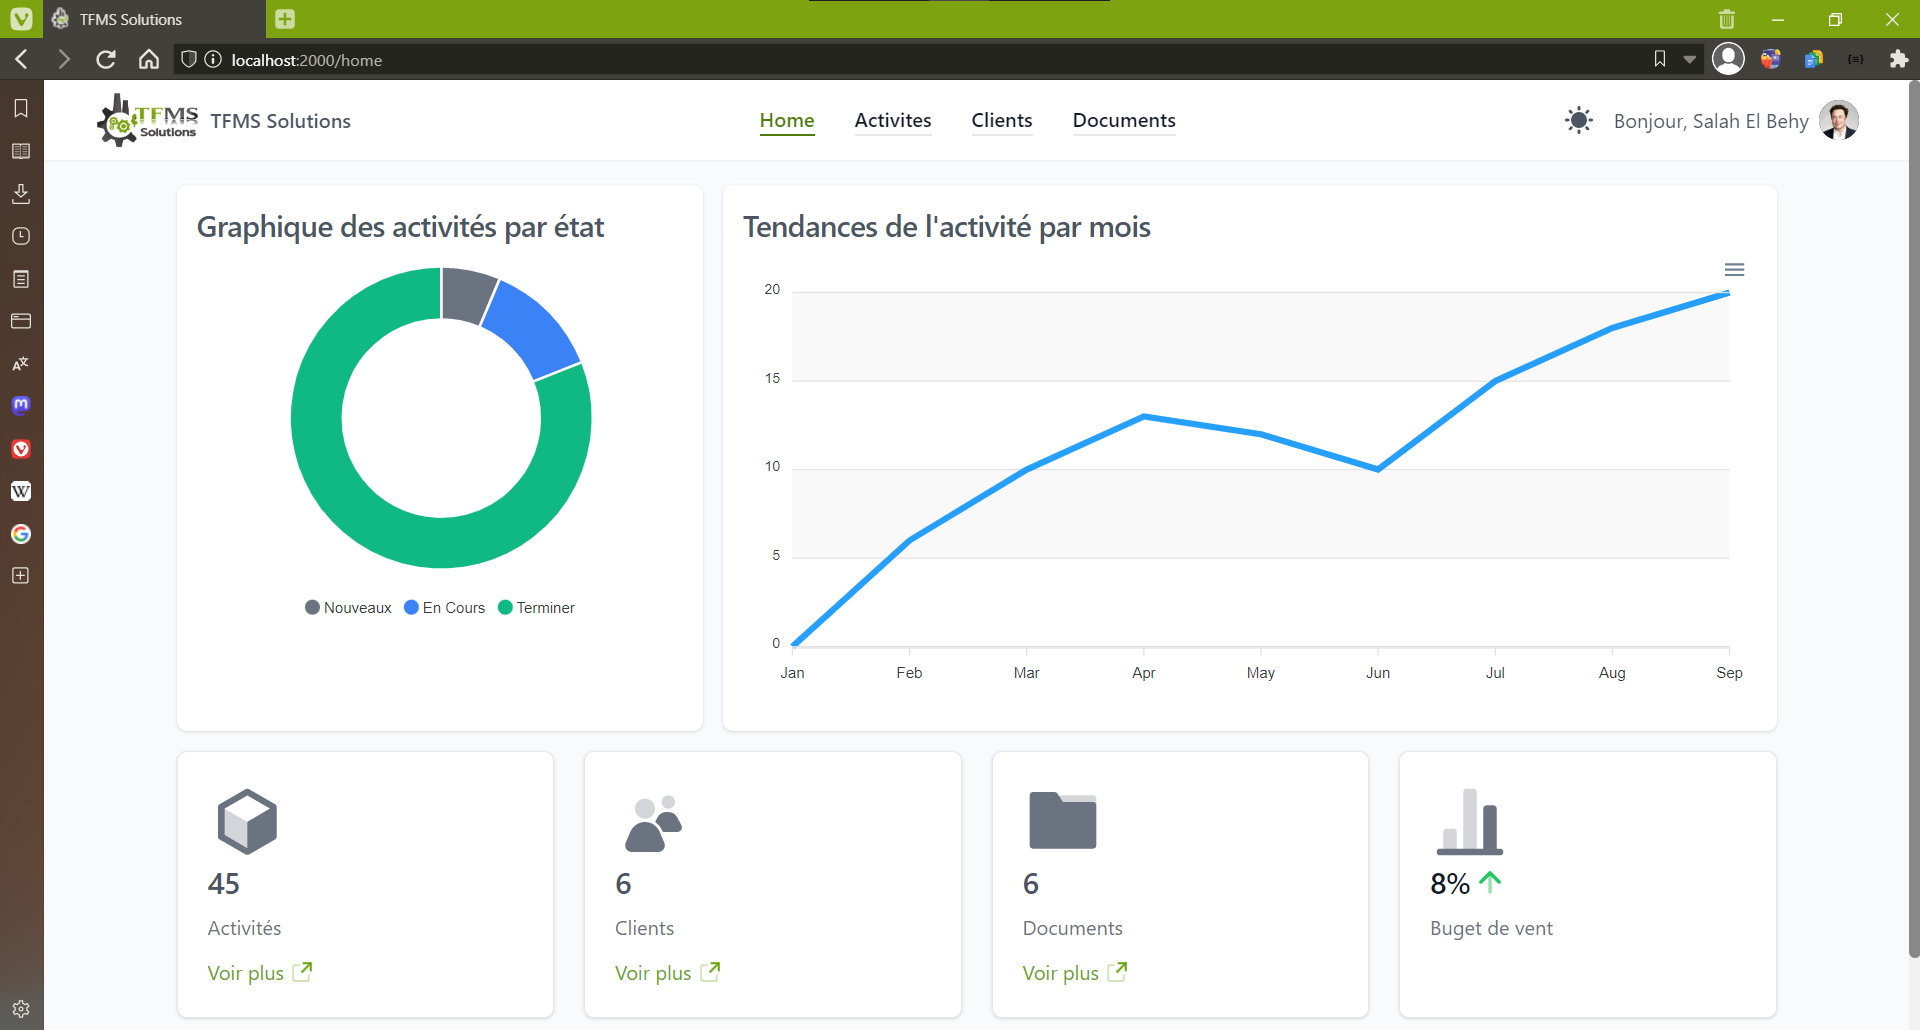 TFMS Solutions
localhost:2000/home
TFMS
Solutions
TFMS Solutions
Home
Activites
Clients
Documents
Bonjour, Salah El Behy
Graphique des activités par état
Nouveaux
En Cours
Terminer
Tendances de l'activité par mois
20
15
10
5
0
Jan
Feb
Mar
Apr
May
Jun
Jul
Aug
Sep
45
Activités
Voir plus
6
Clients
Voir plus
6
Documents
Voir plus
8%
Buget de vent